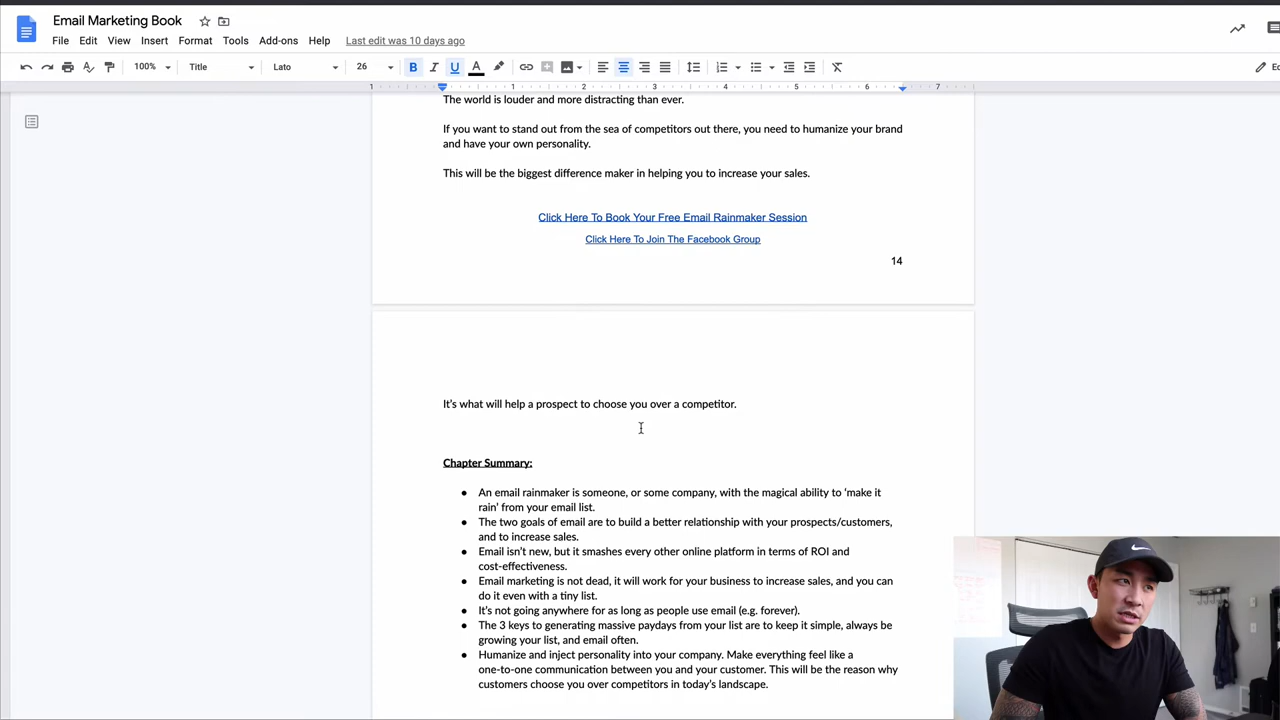 Email Marketing Book
File Edit View Insert Format Tools Add-ons Help Last edit was 10 days ago
100% Title Lato 26 B I U A
1 1 2 3 4 5 6 7
The world is louder and more distracting than ever.
If you want to stand out from the sea of competitors out there, you need to humanize your brand
and have your own personality.
This will be the biggest difference maker in helping you to increase your sales.
Click Here To Book Your Free Email Rainmaker Session
Click Here To Join The Facebook Group
14
It’s what will help a prospect to choose you over a competitor.
Chapter Summary:
● An email rainmaker is someone, or some company, with the magical ability to ‘make it
rain’ from your email list.
● The two goals of email are to build a better relationship with your prospects/customers,
and to increase sales.
● Email isn’t new, but it smashes every other online platform in terms of ROI and
cost-effectiveness.
● Email marketing is not dead, it will work for your business to increase sales, and you can
do it even with a tiny list.
● It’s not going anywhere for as long as people use email (e.g. forever).
● The 3 keys to generating massive paydays from your list are to keep it simple, always be
growing your list, and email often.
● Humanize and inject personality into your company. Make everything feel like a
one-to-one communication between you and your customer. This will be the reason why
customers choose you over competitors in today’s landscape.